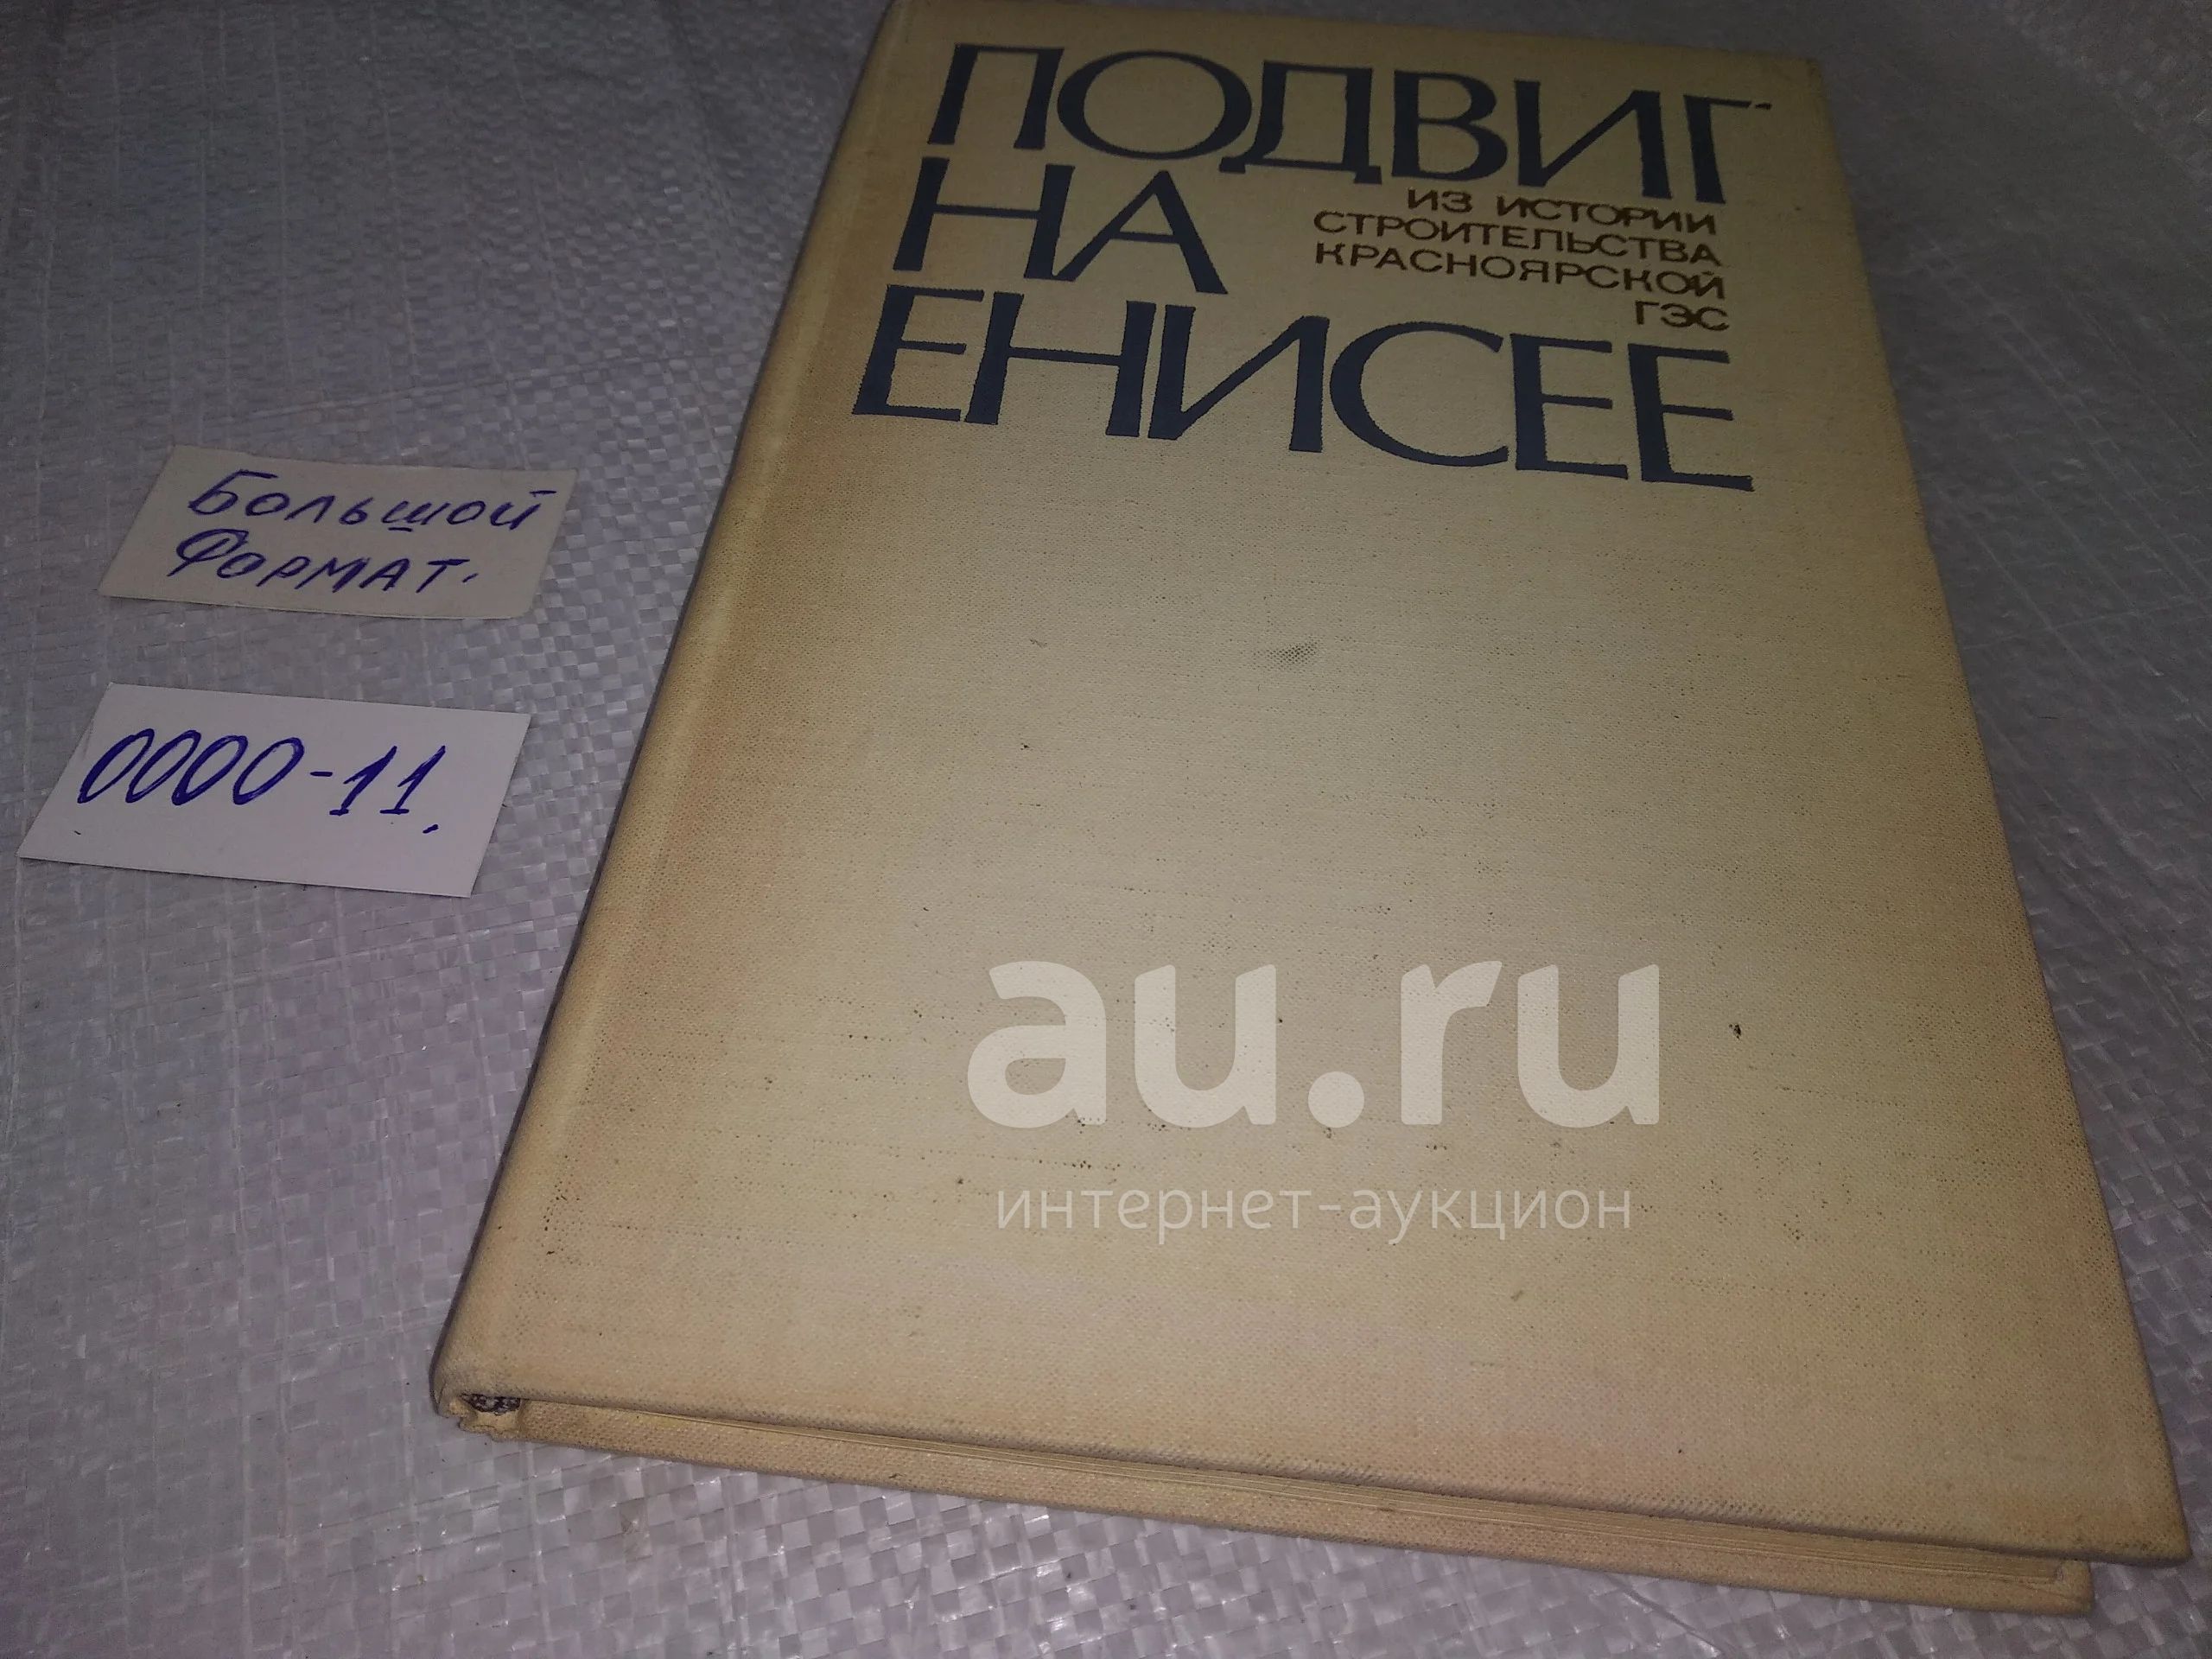 ПОДВИГ
НА
ИЗ ИСТОРИИ
СТРОИТЕЛЬСТВА
КРАСНОЯРСКОЙ
ГЭС
ЕНИСЕЕ
Большой
Формат.
0000-11.
au.ru
интернет-аукцион